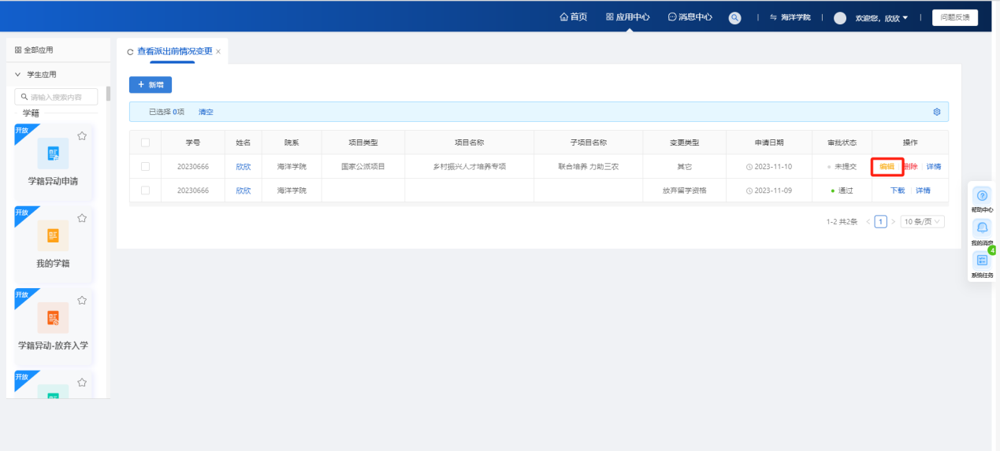 首页 应用中心 消息中心 海洋学院 欢迎您, 欣欣 问题反馈
全部应用
查看派出前情况变更
学生应用
+ 新增
请输入搜索内容
已选择 0项 清空
学籍
学号 姓名 院系 项目类型 项目名称 子项目名称 变更类型 申请日期 审批状态 操作
20230666 欣欣 海洋学院 国家公派项目 乡村振兴人才培养专项 联合培养 力助三农 其它 2023-11-10 未提交 编辑 删除 详情
20230666 欣欣 海洋学院 放弃留学资格 2023-11-09 通过 下载 详情
1-2 共2条 < 1 > 10 条/页
开放
学籍异动申请
开放
我的学籍
开放
学籍异动-放弃入学
开放
帮助中心
我的消息
4
系统任务